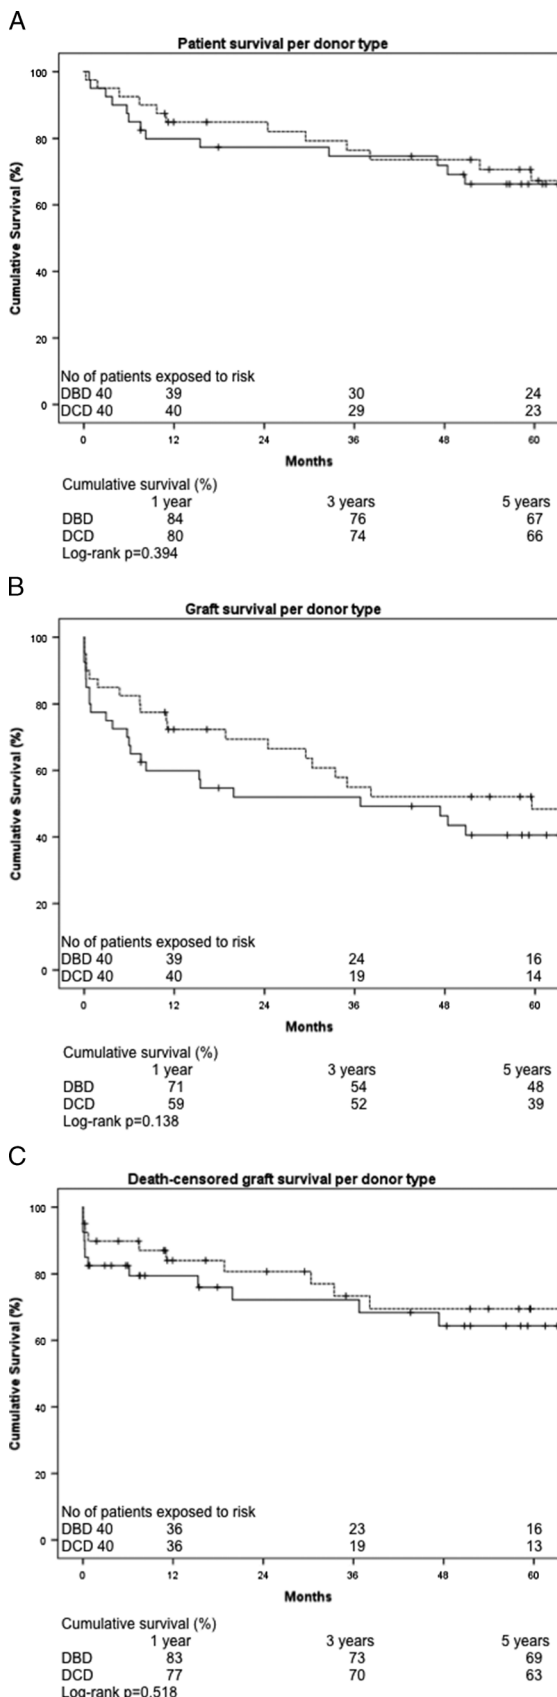 A
Patient survival per donor type
Cumulative Survival (%)
100
80
60
40
20
0
No of patients exposed to risk
DBD 40 39 30 24
DCD 40 40 29 23
0 12 24 36 48 60
Months
Cumulative survival (%)
1 year 3 years 5 years
DBD 84 76 67
DCD 80 74 66
Log-rank p=0.394
B
Graft survival per donor type
Cumulative Survival (%)
100
80
60
40
20
0
No of patients exposed to risk
DBD 40 39 24 16
DCD 40 40 19 14
0 12 24 36 48 60
Months
Cumulative survival (%)
1 year 3 years 5 years
DBD 71 54 48
DCD 59 52 39
Log-rank p=0.138
C
Death-censored graft survival per donor type
Cumulative Survival (%)
100
80
60
40
20
0
No of patients exposed to risk
DBD 40 36 23 16
DCD 40 36 19 13
0 12 24 36 48 60
Months
Cumulative survival (%)
1 year 3 years 5 years
DBD 83 73 69
DCD 77 70 63
Log-rank p=0.518